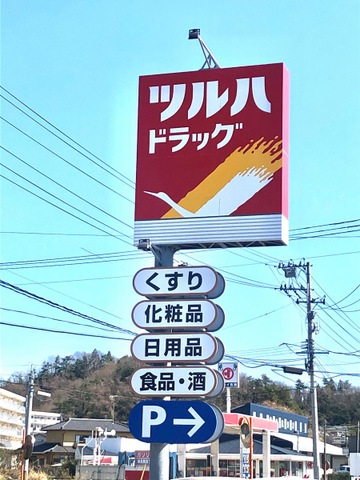 ツルハ
ドラッグ
くすり
化粧品
日用品
食品・酒
P→